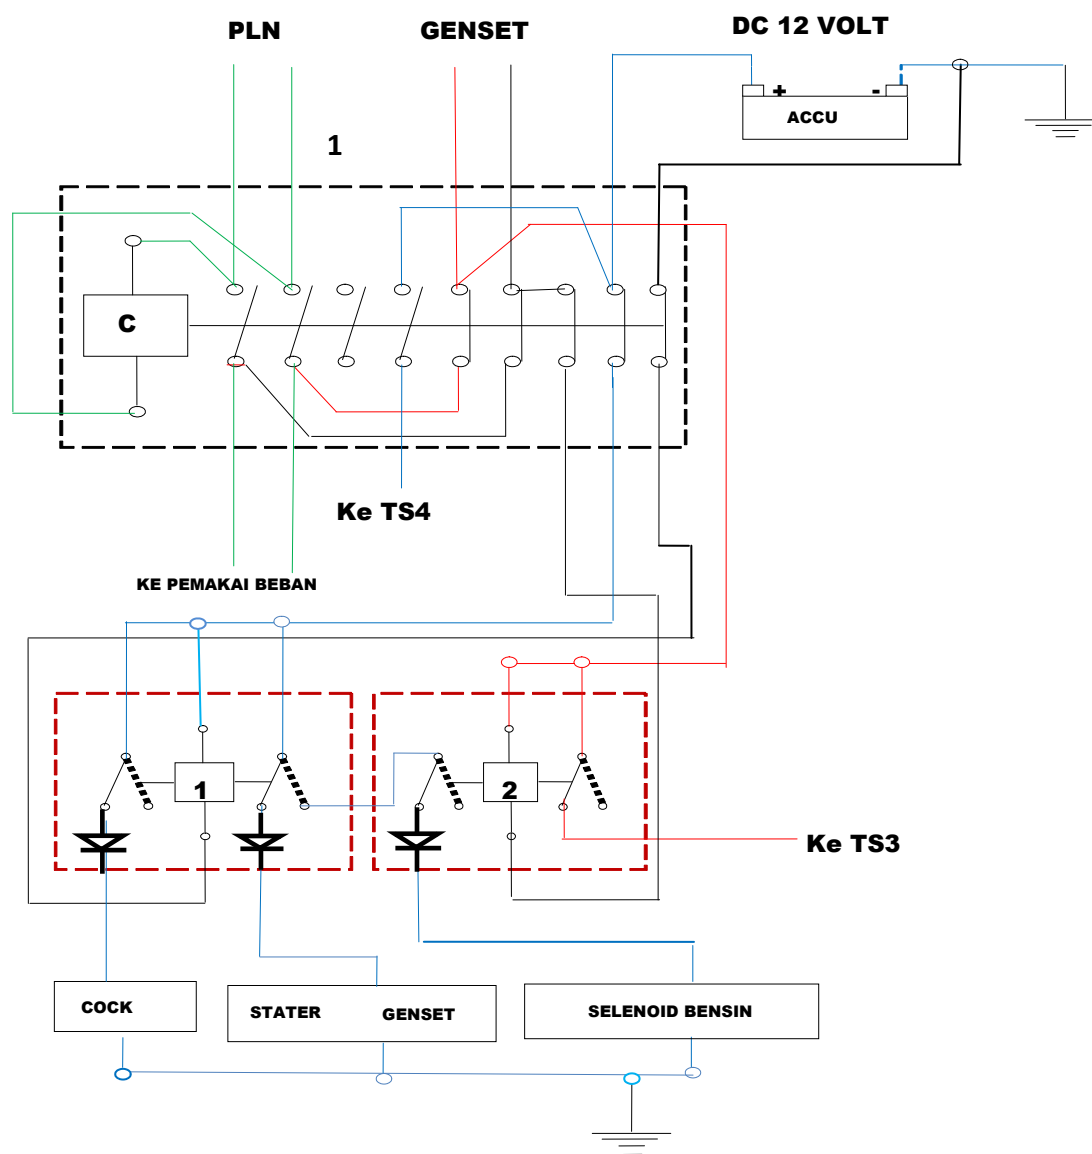 PLN GENSET DC 12 VOLT
+ -
ACCU
1
C
Ke TS4
KE PEMAKAI BEBAN
1 2
Ke TS3
COCK
STATER GENSET
SELENOID BENSIN